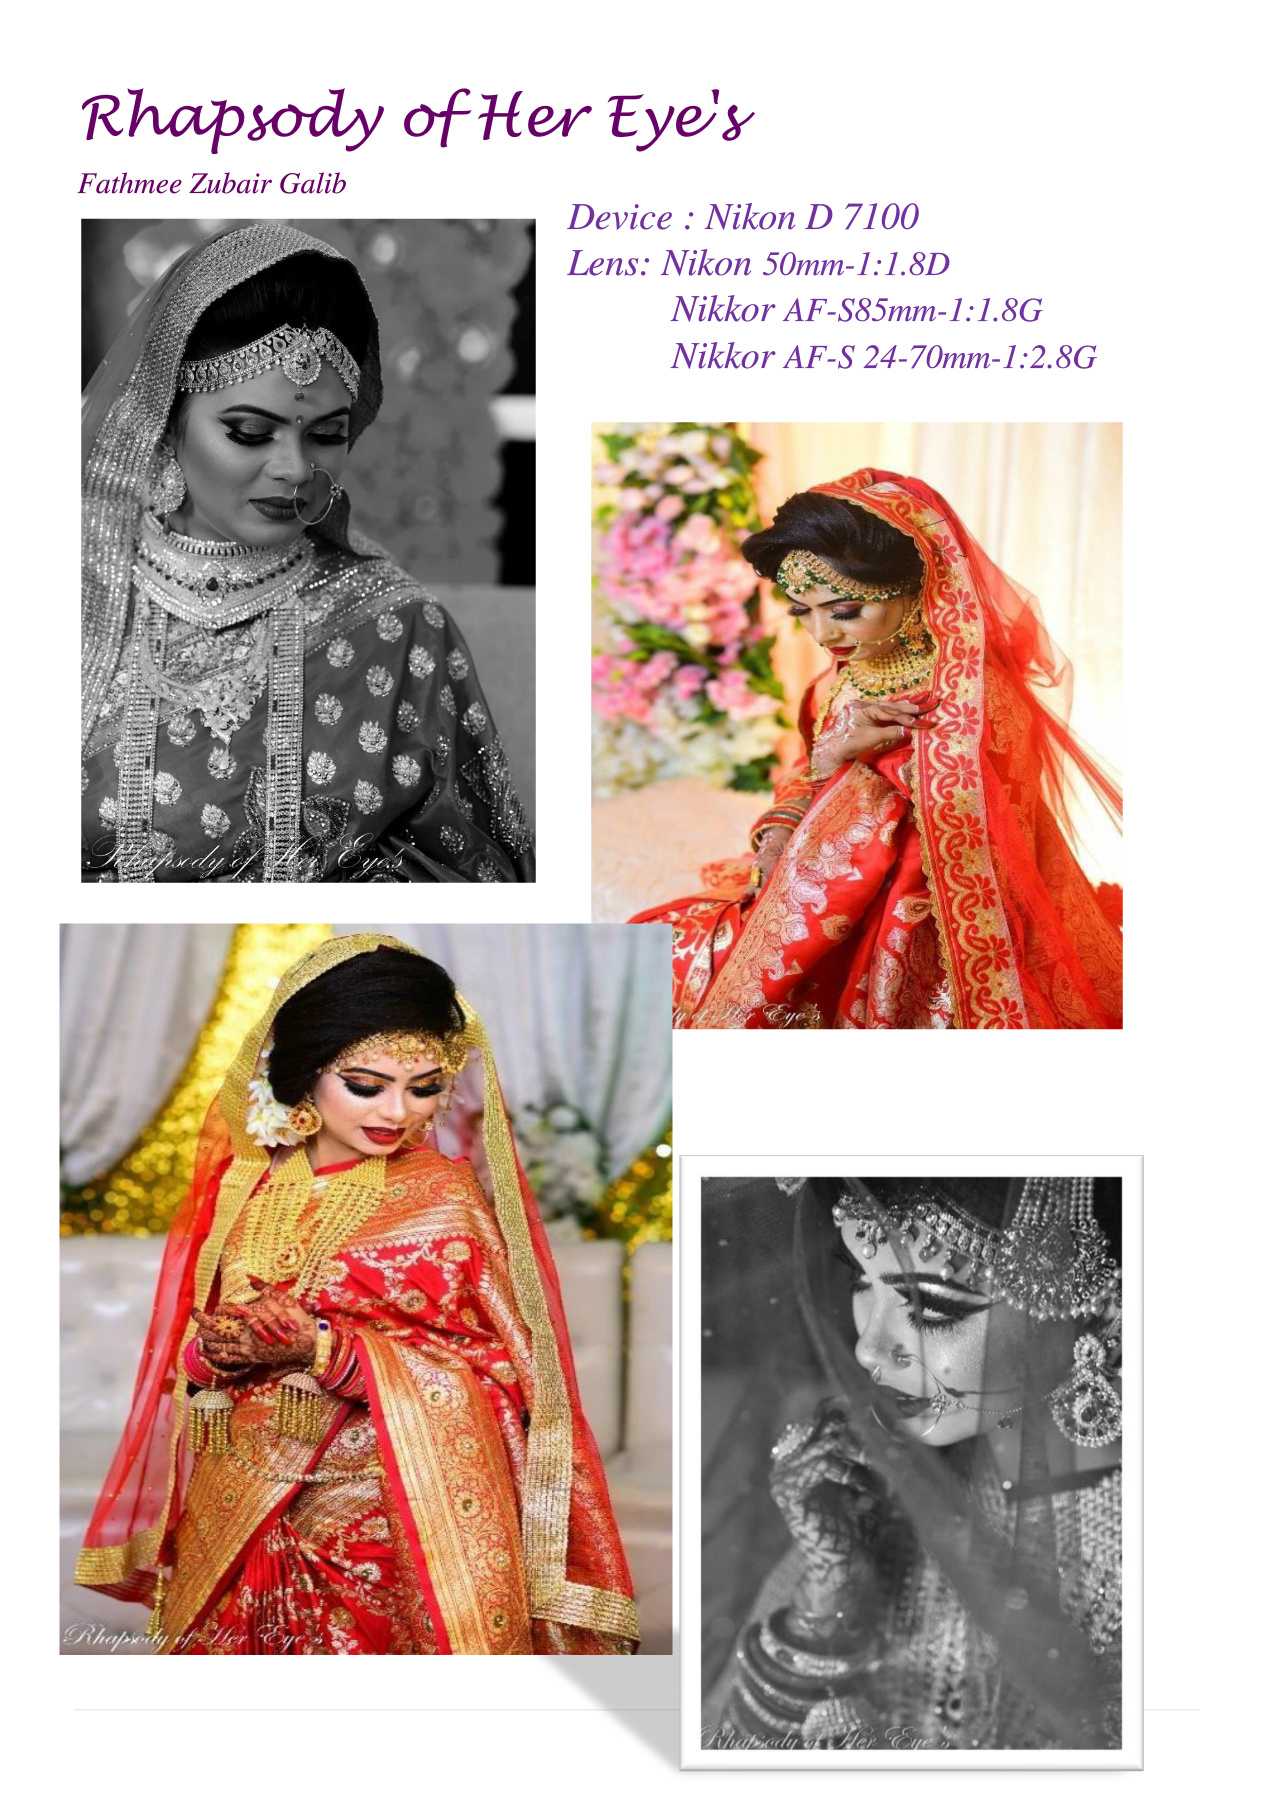 Rhapsody of Her Eye's
Fathmee Zubair Galib
Device : Nikon D 7100
Lens: Nikon 50mm-1:1.8D
Nikkor AF-S85mm-1:1.8G
Nikkor AF-S 24-70mm-1:2.8G
Rhapsody of Her Eye's
of Her Eye's
Rhapsody of Her Eye's
Rhapsody of Her Eye's